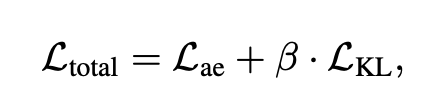 ℒ_total = ℒ_ae + β · ℒ_KL,